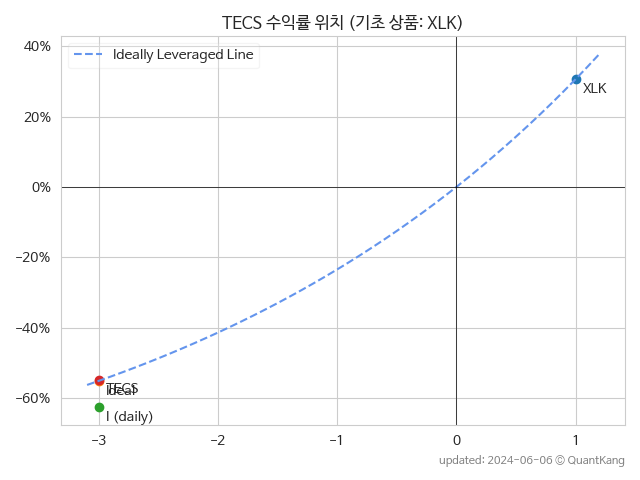 TECS 수익률 위치 (기초 상품: XLK)
40%
20%
0%
−20%
−40%
−60%
Ideally Leveraged Line
XLK
TECS
Ideal
I (daily)
−3
−2
−1
0
1
updated: 2024-06-06 © QuantKang